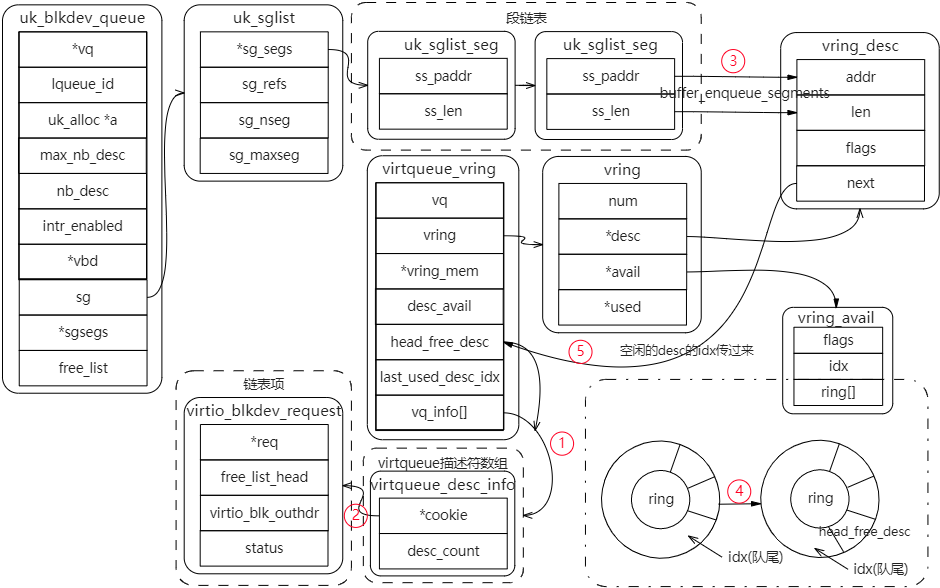 uk_blkdev_queue
*vq
lqueue_id
uk_alloc *a
max_nb_desc
nb_desc
intr_enabled
*vbd
sg
*sgsegs
free_list
uk_sglist
*sg_segs
sg_refs
sg_nseg
sg_maxseg
段链表
uk_sglist_seg
ss_paddr
ss_len
uk_sglist_seg
ss_paddr
ss_len
③
buffer_enqueue_segments
vring_desc
addr
len
flags
next
virtqueue_vring
vq
vring
*vring_mem
desc_avail
head_free_desc
last_used_desc_idx
vq_info[]
vring
num
*desc
*avail
*used
⑤
空闲的desc的idx传过来
vring_avail
flags
idx
ring[]
链表项
virtio_blkdev_request
*req
free_list_head
virtio_blk_outhdr
status
①
②
virtqueue描述符数组
virtqueue_desc_info
*cookie
desc_count
ring
④
ring
head_free_desc
idx(队尾)
idx(队尾)